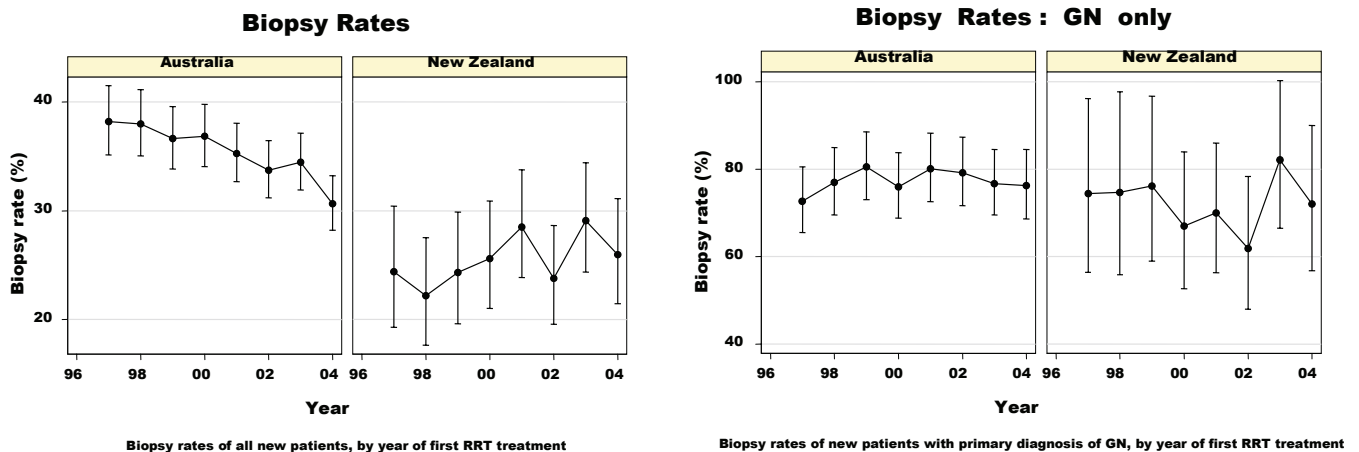 Biopsy Rates
Australia
New Zealand
Biopsy rate (%)
40
30
20
96
98
00
02
04
96
98
00
02
04
Year
Biopsy rates of all new patients, by year of first RRT treatment
Biopsy Rates : GN only
Australia
New Zealand
Biopsy rate (%)
100
80
60
40
96
98
00
02
04
96
98
00
02
04
Year
Biopsy rates of new patients with primary diagnosis of GN, by year of first RRT treatment